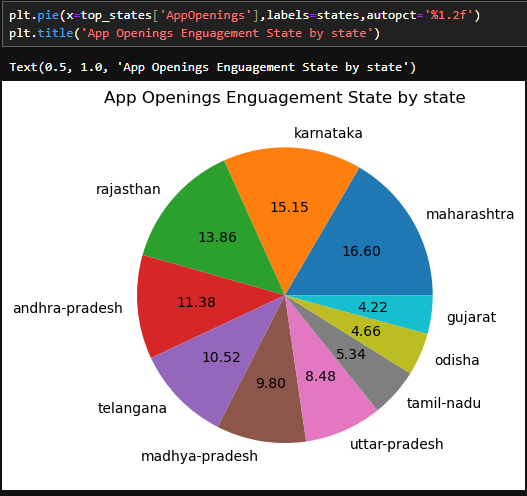 plt.pie(x=top_states['AppOpenings'],labels=states,autopct='%1.2f')
plt.title('App Openings Enguagement State by state')
Text(0.5, 1.0, 'App Openings Enguagement State by state')
App Openings Enguagement State by state
karnataka
rajasthan
maharashtra
15.15
13.86
16.60
andhra-pradesh
11.38
4.22
gujarat
4.66
10.52
5.34
odisha
9.80
8.48
telangana
tamil-nadu
madhya-pradesh
uttar-pradesh